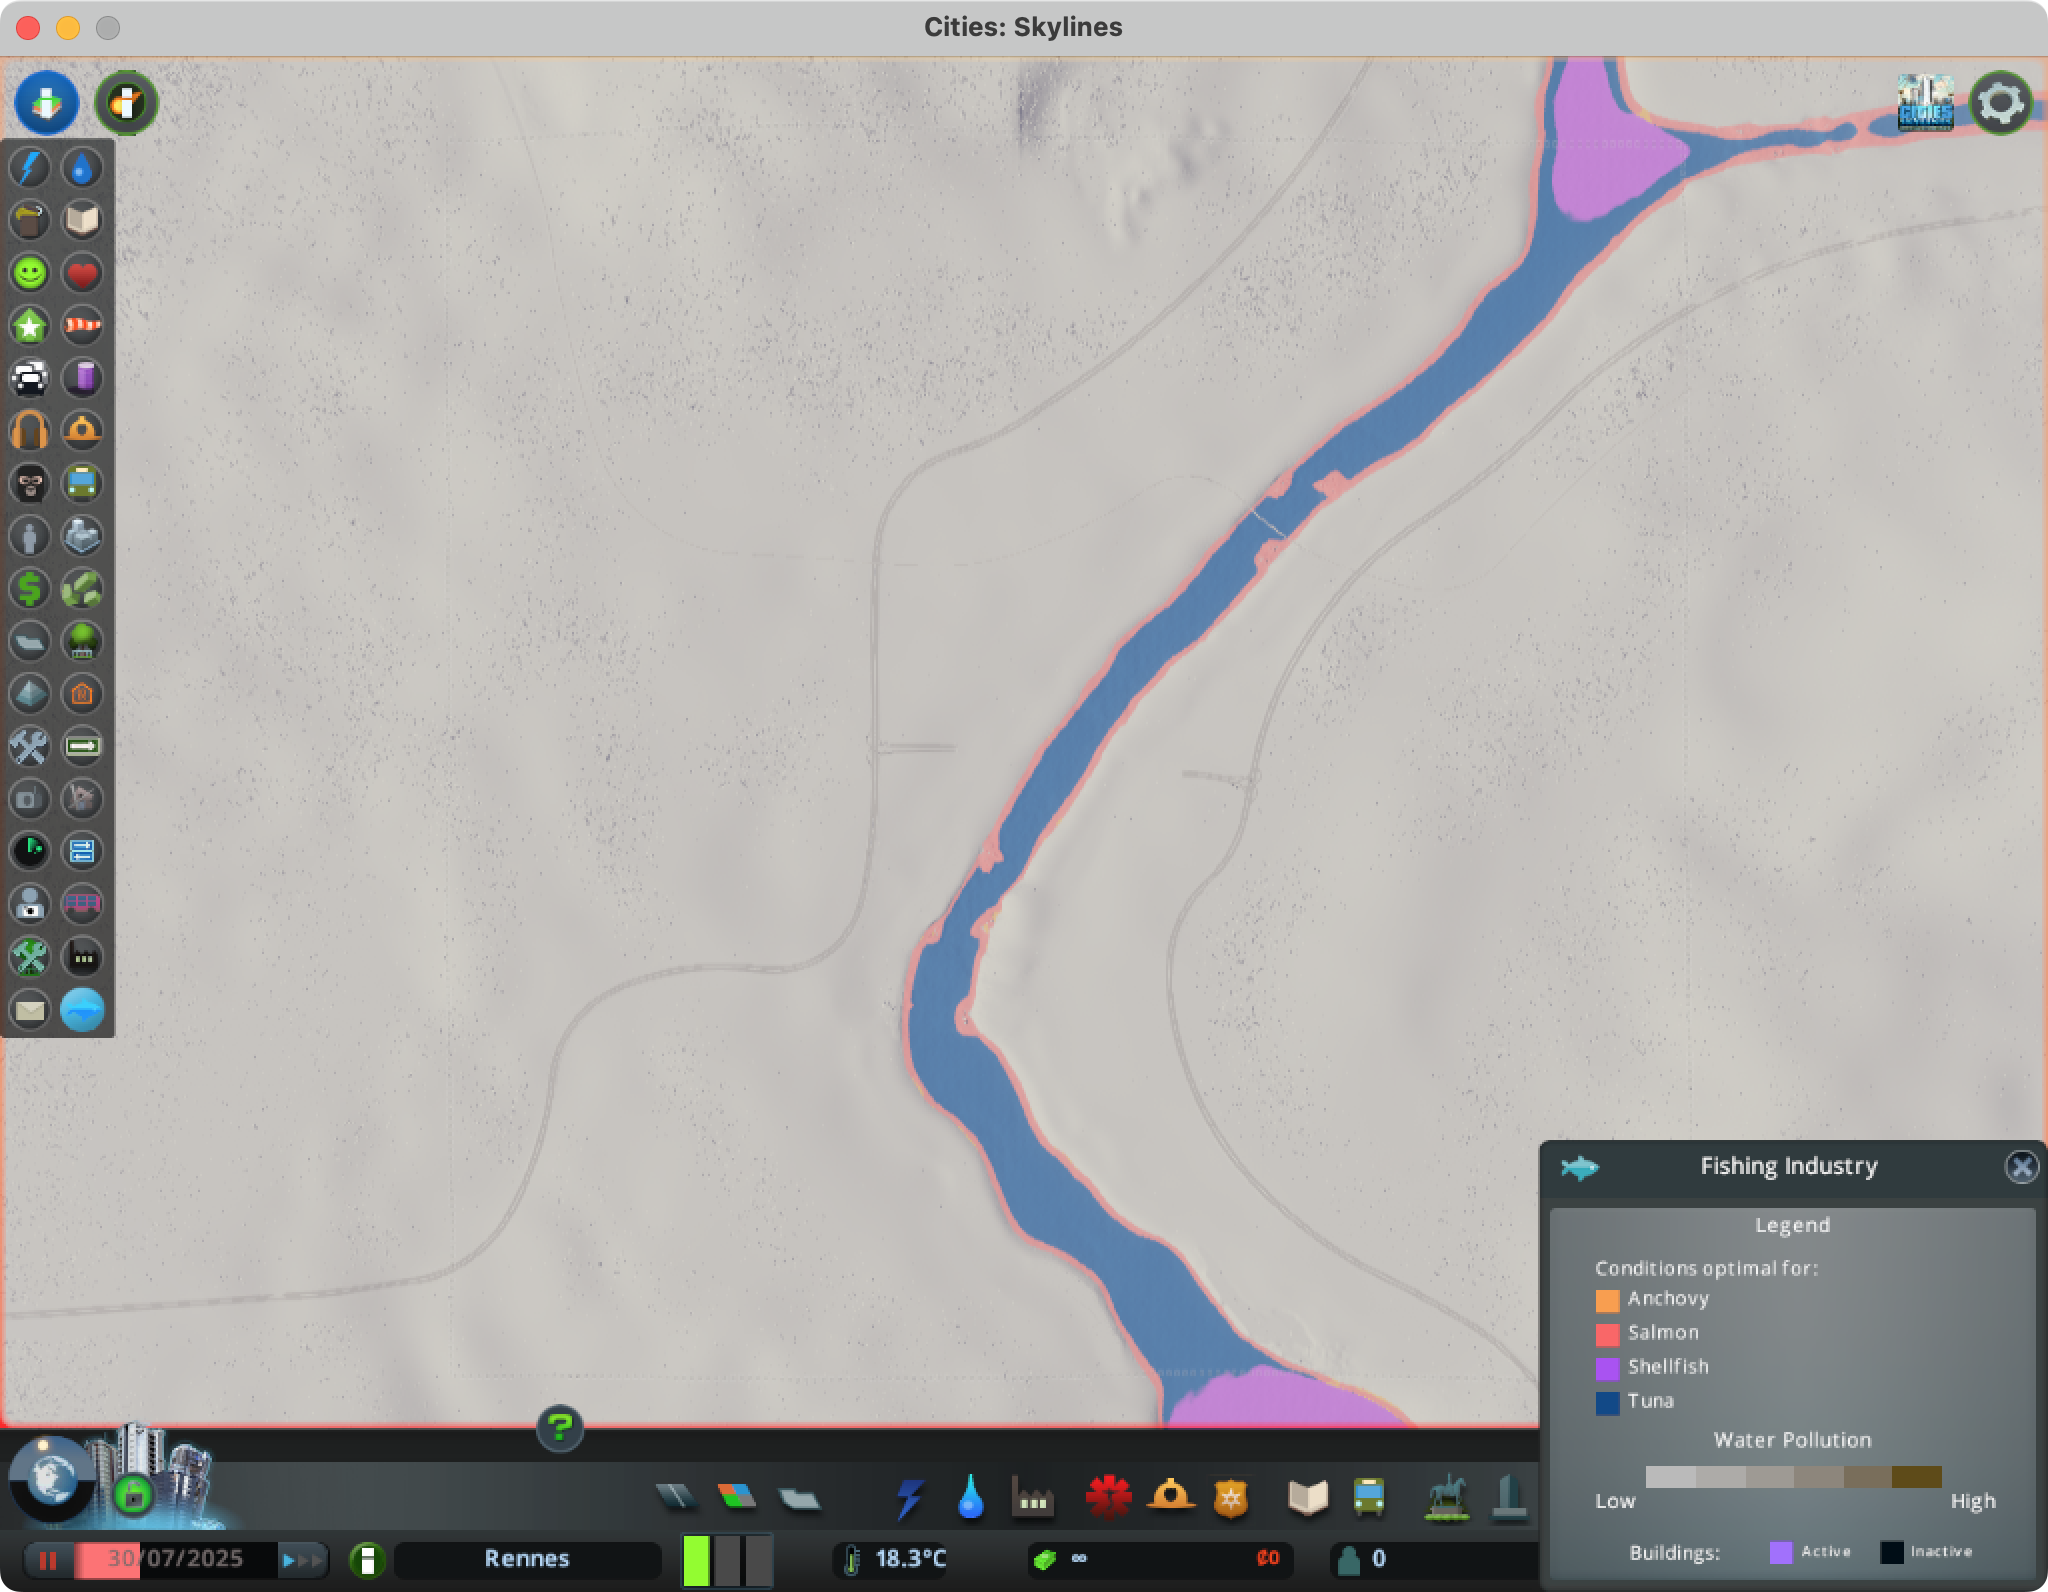 Cities: Skylines
CITIES
Fishing Industry
Legend
Conditions optimal for:
Anchovy
Salmon
Shellfish
Tuna
Water Pollution
Low High
Buildings: Active Inactive
?
30/07/2025 Rennes 18.3°C ∞ ₡0 0